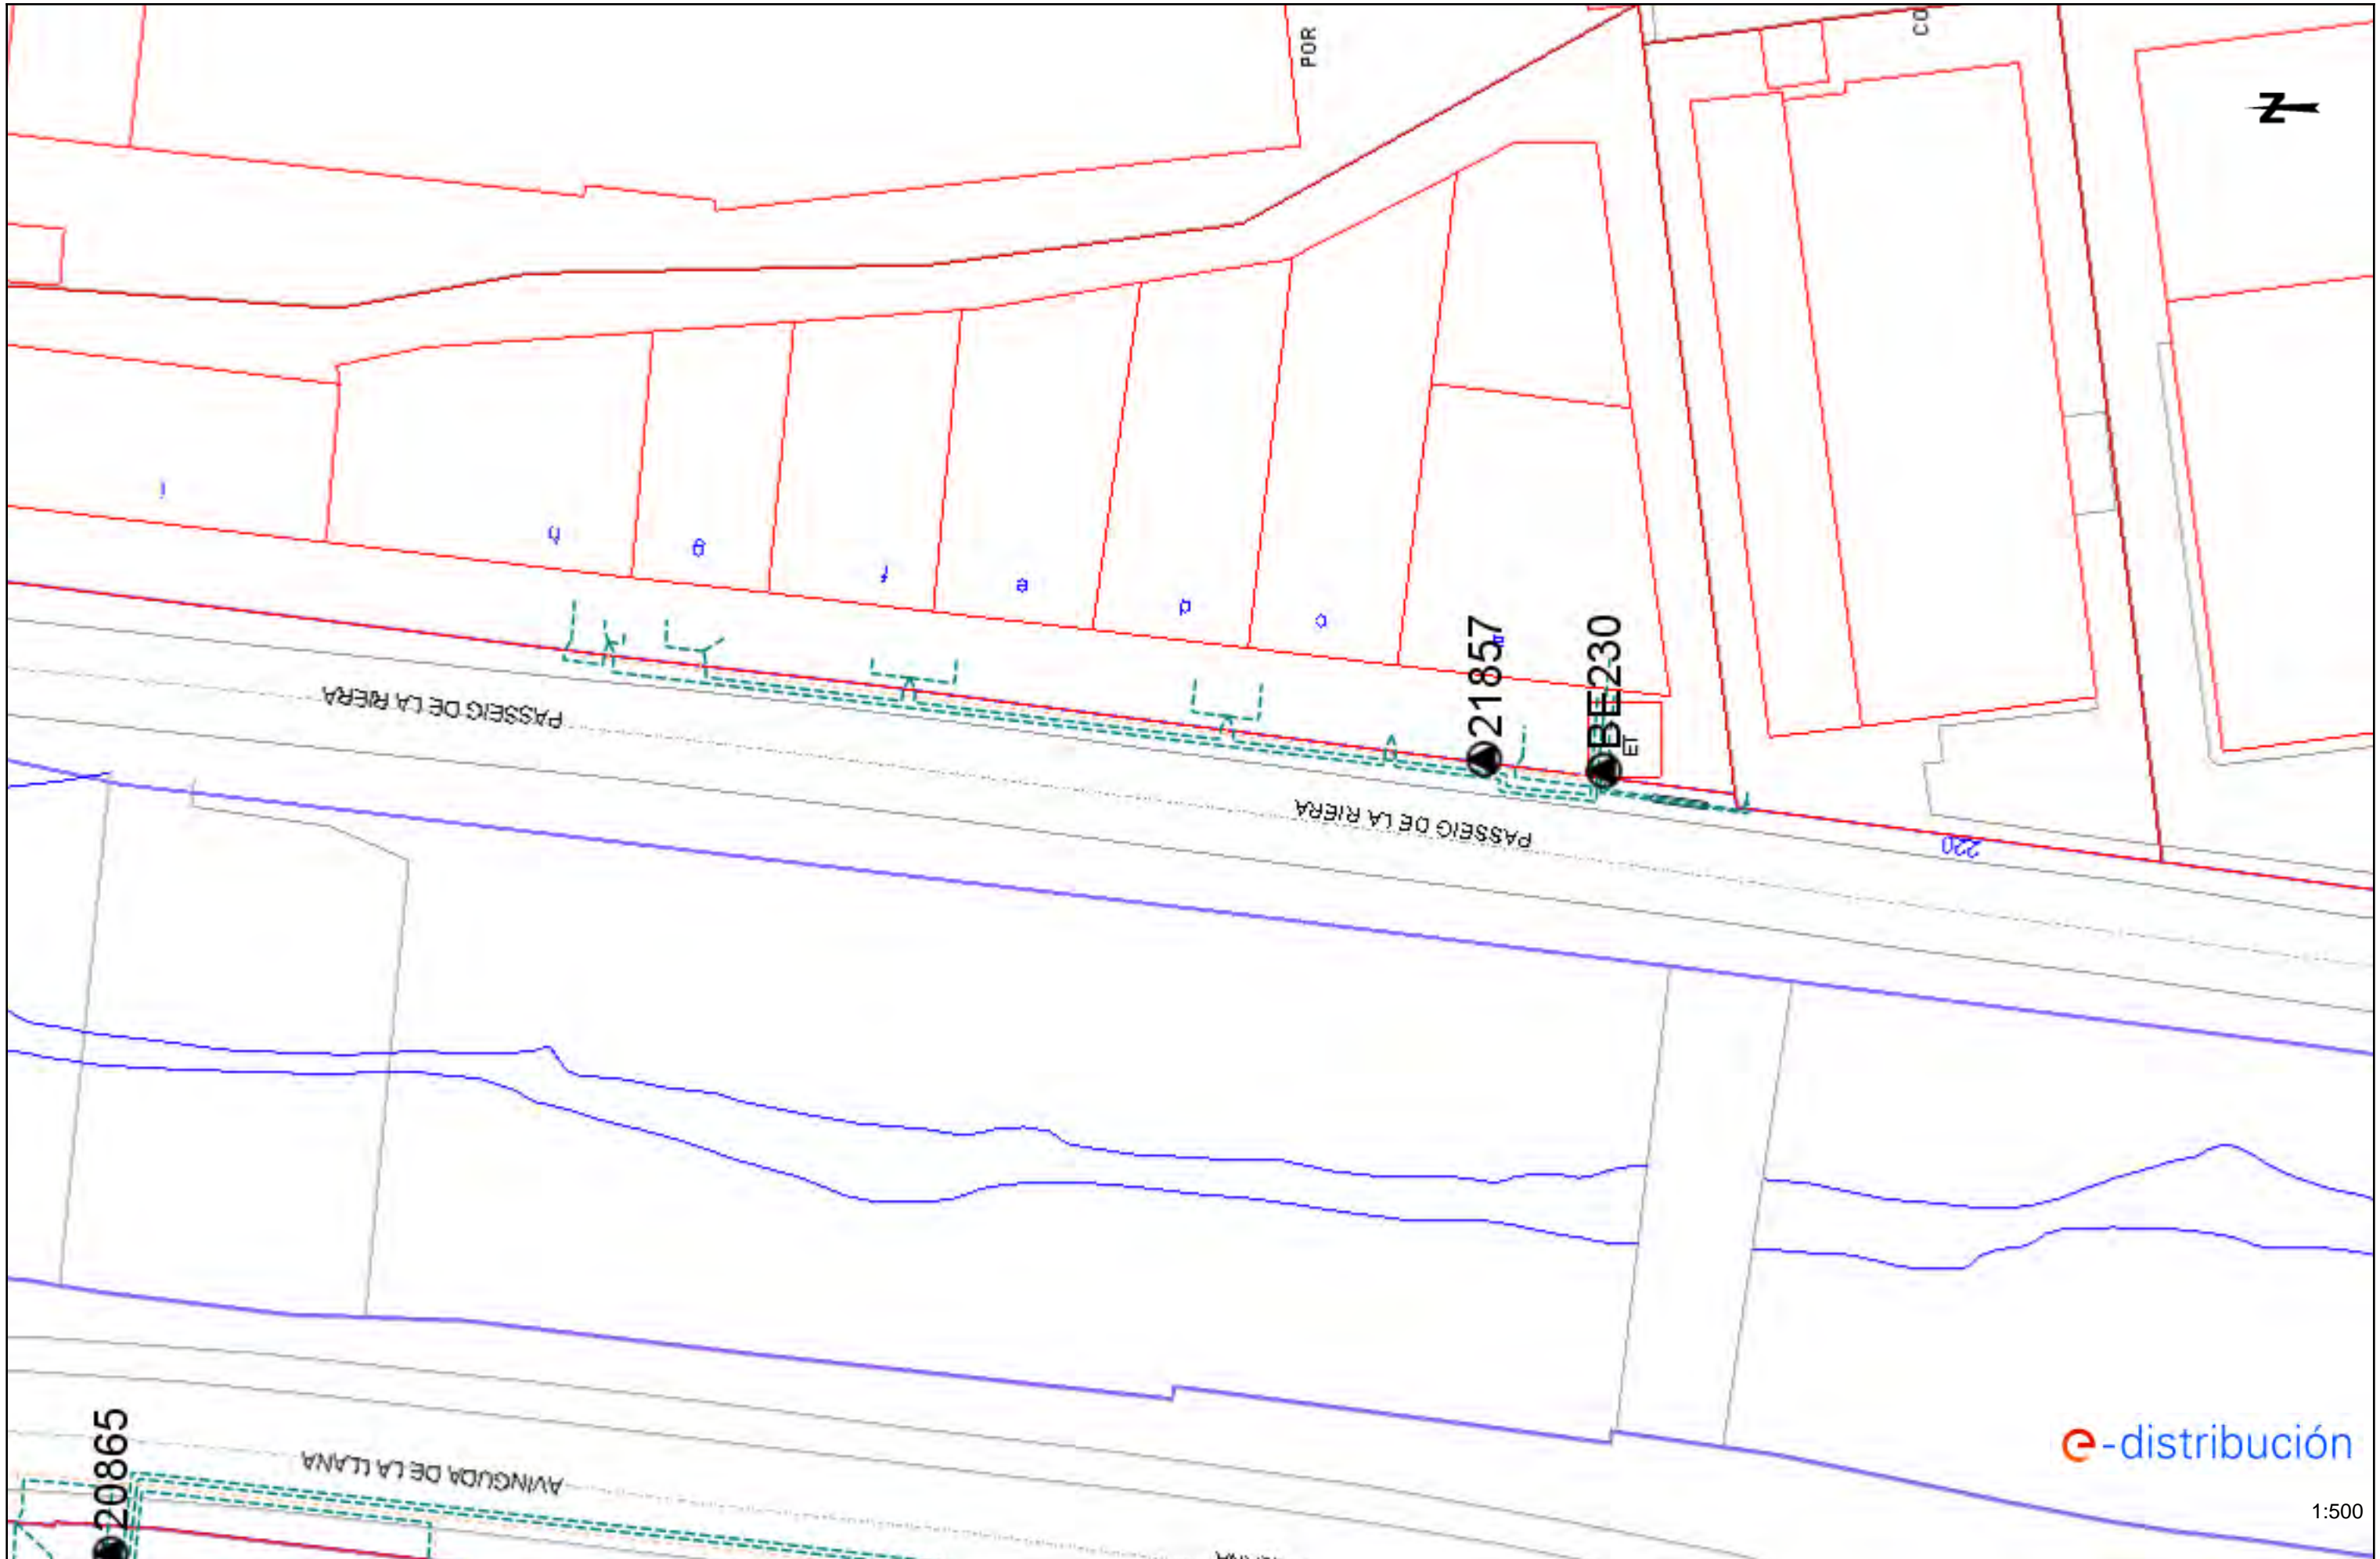 POR
CO
N
i
h
g
f
e
d
c
21857
BE230
ET
PASSEIG DE LA RIERA
PASSEIG DE LA RIERA
220
20865
AVINGUDA DE LA LLANA
e-distribución
1:500